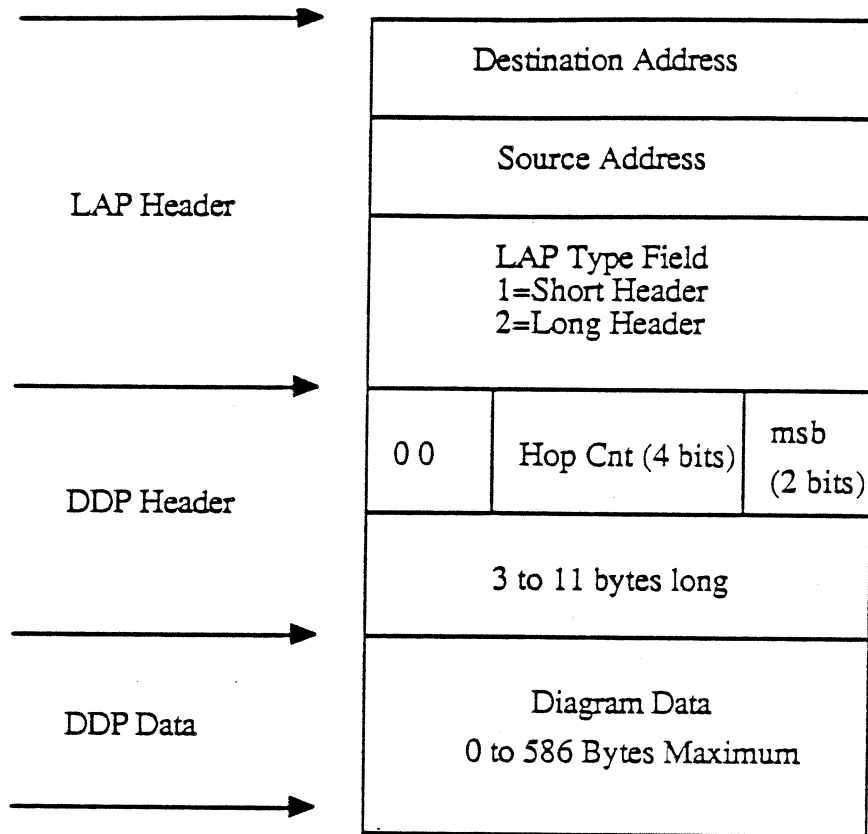 Destination Address
Source Address
LAP Header
LAP Type Field
1=Short Header
2=Long Header
0 0
Hop Cnt (4 bits)
msb
(2 bits)
DDP Header
3 to 11 bytes long
DDP Data
Diagram Data
0 to 586 Bytes Maximum